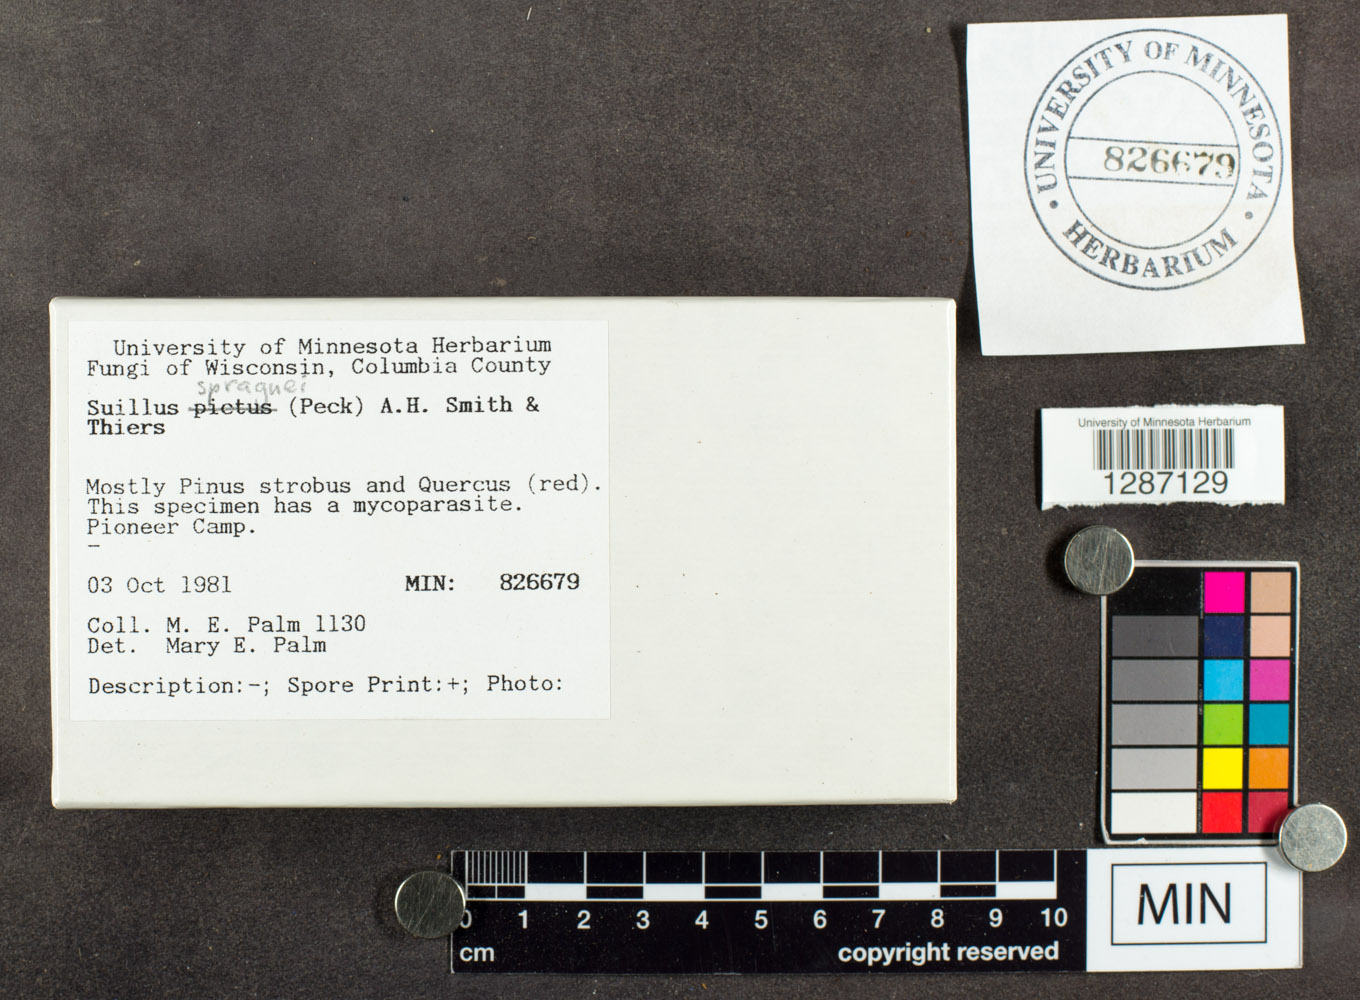 UNIVERSITY OF MINNESOTA
826679
HERBARIUM
University of Minnesota Herbarium
Fungi of Wisconsin, Columbia County
spraguei
Suillus pictus (Peck) A.H. Smith &
Thiers
Mostly Pinus strobus and Quercus (red).
This specimen has a mycoparasite.
Pioneer Camp.
–
03 Oct 1981 MIN: 826679
Coll. M. E. Palm 1130
Det. Mary E. Palm
Description:-; Spore Print:+; Photo:
University of Minnesota Herbarium
1287129
0 1 2 3 4 5 6 7 8 9 10
cm copyright reserved
MIN